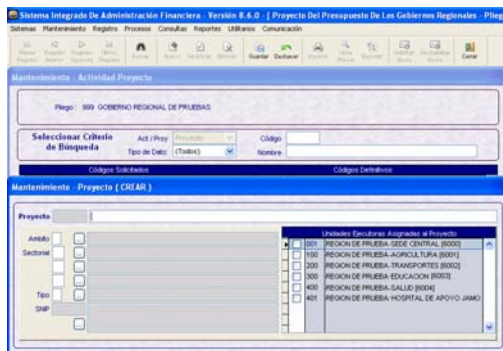 Sistema Integrado De Administración Financiera - Versión 8.6.0 - [ Proyecto Del Presupuesto De Los Gobiernos Regionales - Plieg
Sistemas Mantenimiento Registro Procesos Consultas Reportes Utilitarios Comunicación
Guardar Deshacer Cerrar
Mantenimiento - Actividad Proyecto
Pliego : 999 GOBIERNO REGIONAL DE PRUEBAS
Seleccionar Criterio de Búsqueda
Act / Proy Proyecto Código
Tipo de Dato: (Todos) Nombre
Códigos Solicitados Códigos Definitivos
Mantenimiento - Proyecto ( CREAR )
Proyecto
Unidades Ejecutoras Asignadas al Proyecto
Ambito
Sectorial
Tipo
SNIP
001 REGION DE PRUEBA-SEDE CENTRAL [6000]
100 REGION DE PRUEBA-AGRICULTURA [6001]
200 REGION DE PRUEBA-TRANSPORTES [6002]
300 REGION DE PRUEBA-EDUCACION [6003]
400 REGION DE PRUEBA-SALUD [6004]
401 REGION DE PRUEBA-HOSPITAL DE APOYO JAMO